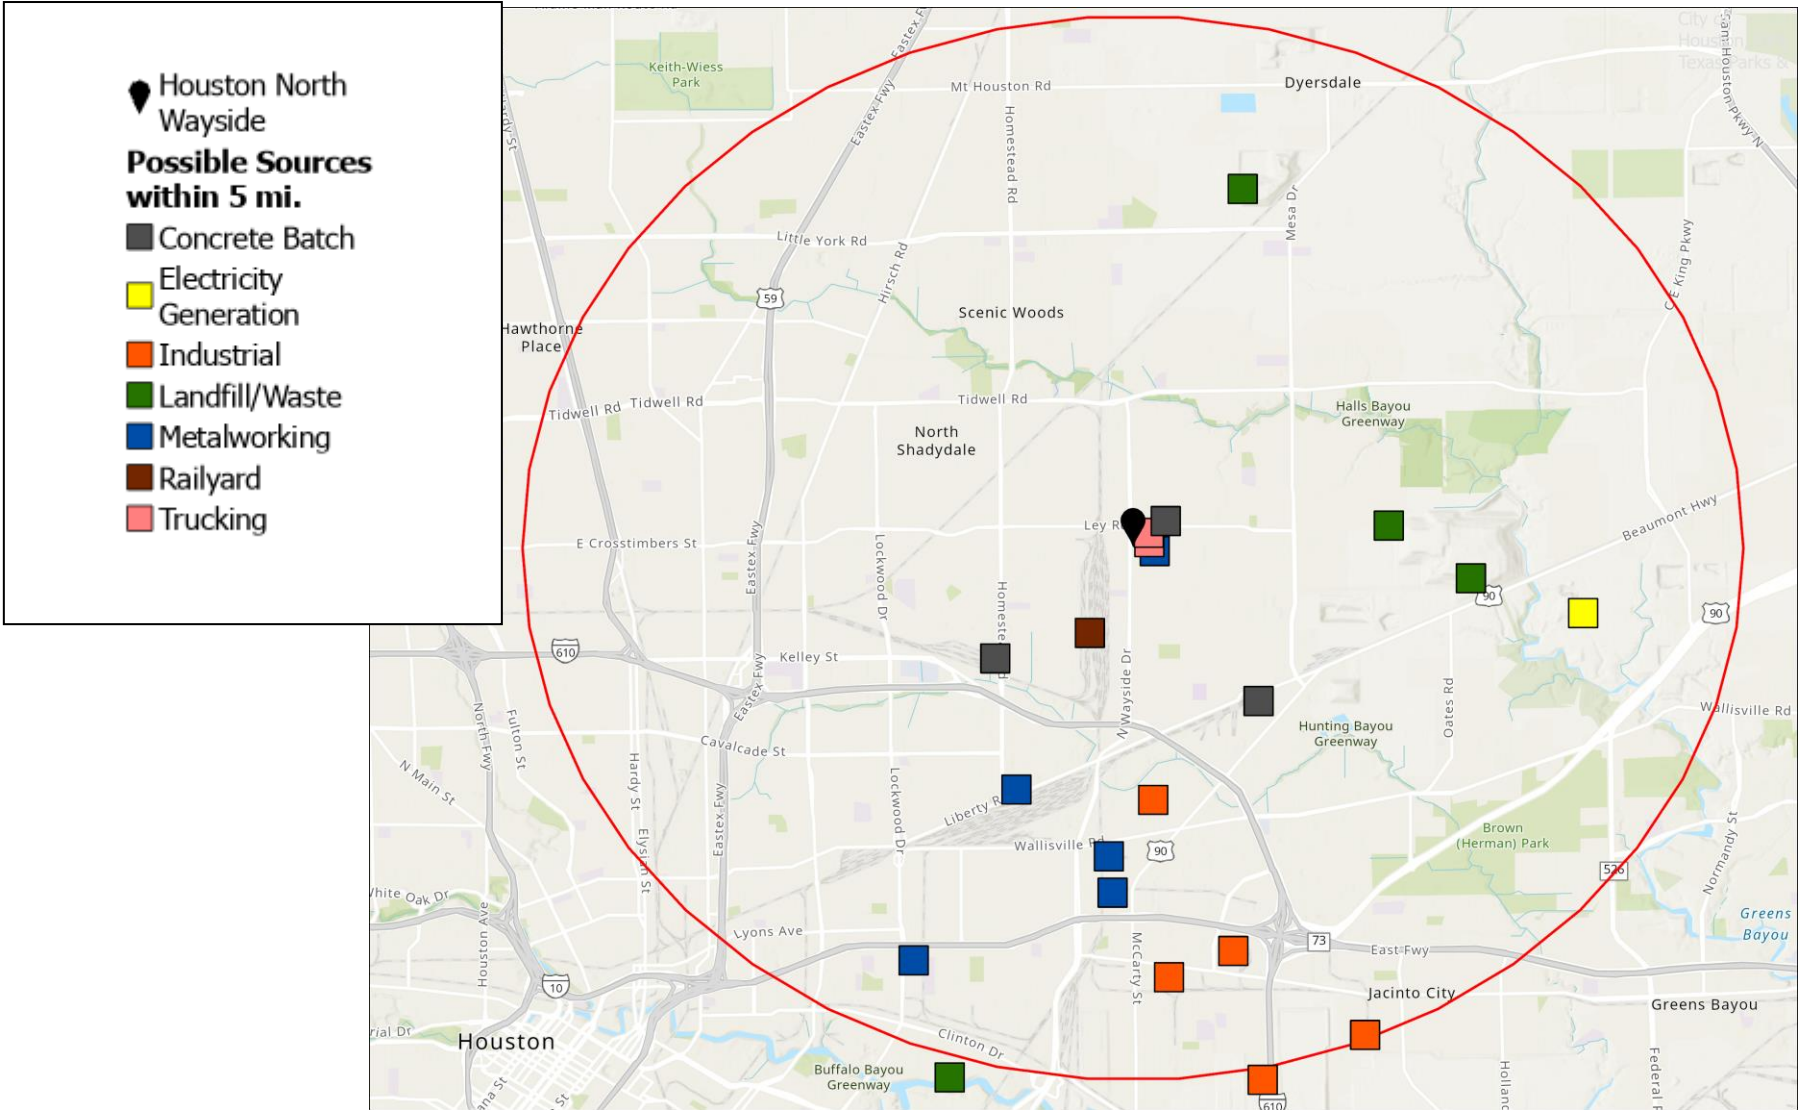 Houston North
Wayside
Possible Sources
within 5 mi.
Concrete Batch
Electricity
Generation
Industrial
Landfill/Waste
Metalworking
Railyard
Trucking
Keith-Wiess
Park
Eastex Fwy
Mt Houston Rd
Dyersdale
Homestead Rd
Mesa Dr
Little York Rd
Hirsch Rd
59
Scenic Woods
C E King Pkwy
Hawthorne
Place
Tidwell Rd
Tidwell Rd
Tidwell Rd
North
Shadydale
Halls Bayou
Greenway
Beaumont Hwy
E Crosstimbers St
Eastex Fwy
Lockwood Dr
90
90
610
Kelley St
Eastex Fwy
N Wayside Dr
Oates Rd
Wallisville Rd
Hunting Bayou
Greenway
North Fwy
Fulton St
Cavalcade St
N Main St
Hardy St
Eastex Fwy
Lockwood Dr
Wallisville Rd
90
Brown
(Herman) Park
526
Normandy St
Elysian St
White Oak Dr
Houston Ave
Lyons Ave
McCarty St
73
East Fwy
Greens
Bayou
10
Jacinto City
Greens Bayou
Houston
Clinton Dr
Buffalo Bayou
Greenway
610